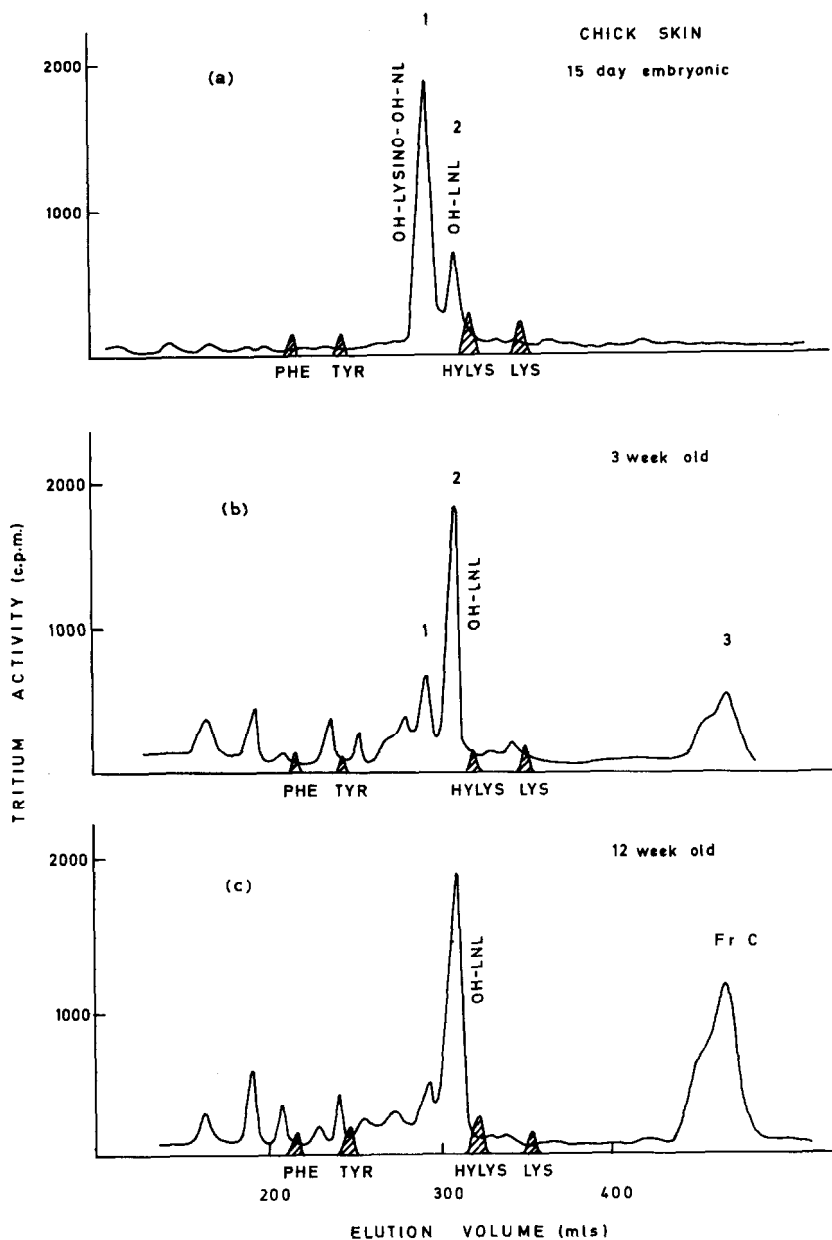 1
CHICK SKIN
15 day embryonic
(a)
2000
1000
OH-LYSINO-OH-NL
2
OH-LNL
PHE TYR HYLYS LYS
3 week old
(b)
2000
1000
1
2
OH-LNL
3
PHE TYR HYLYS LYS
TRITIUM ACTIVITY (c.p.m.)
12 week old
(c)
2000
1000
OH-LNL
Fr C
PHE TYR HYLYS LYS
200 300 400
ELUTION VOLUME (mls)